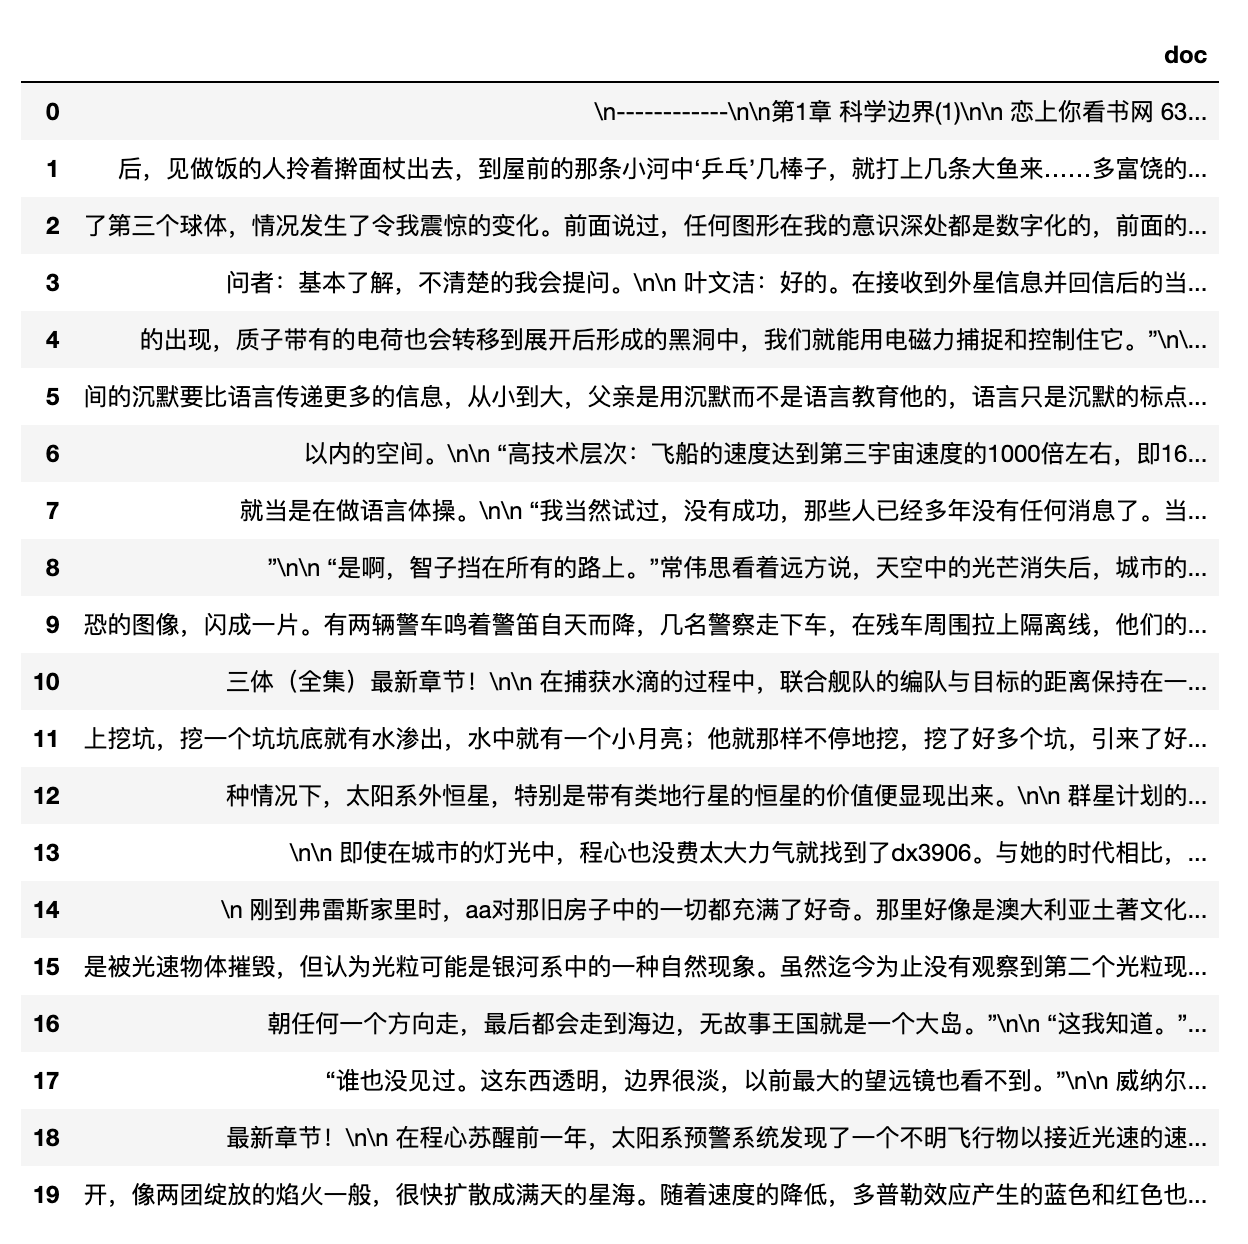 doc
0 \n------------\n\n第1章 科学边界(1)\n\n 恋上你看书网 63...
1 后，见做饭的人拎着擀面杖出去，到屋前的那条小河中‘乒乓’几棒子，就打上几条大鱼来……多富饶的...
2 了第三个球体，情况发生了令我震惊的变化。前面说过，任何图形在我的意识深处都是数字化的，前面的...
3 问者：基本了解，不清楚的我会提问。\n\n 叶文洁：好的。在接收到外星信息并回信后的当...
4 的出现，质子带有的电荷也会转移到展开后形成的黑洞中，我们就能用电磁力捕捉和控制住它。”\n\...
5 间的沉默要比语言传递更多的信息，从小到大，父亲是用沉默而不是语言教育他的，语言只是沉默的标点...
6 以内的空间。\n\n “高技术层次：飞船的速度达到第三宇宙速度的1000倍左右，即16...
7 就当是在做语言体操。\n\n “我当然试过，没有成功，那些人已经多年没有任何消息了。当...
8 ”\n\n “是啊，智子挡在所有的路上。”常伟思看着远方说，天空中的光芒消失后，城市的...
9 恐的图像，闪成一片。有两辆警车鸣着警笛自天而降，几名警察走下车，在残车周围拉上隔离线，他们的...
10 三体（全集）最新章节！\n\n 在捕获水滴的过程中，联合舰队的编队与目标的距离保持在一...
11 上挖坑，挖一个坑坑底就有水渗出，水中就有一个小月亮；他就那样不停地挖，挖了好多个坑，引来了好...
12 种情况下，太阳系外恒星，特别是带有类地行星的恒星的价值便显现出来。\n\n 群星计划的...
13 \n\n 即使在城市的灯光中，程心也没费太大力气就找到了dx3906。与她的时代相比，...
14 \n 刚到弗雷斯家里时，aa对那旧房子中的一切都充满了好奇。那里好像是澳大利亚土著文化...
15 是被光速物体摧毁，但认为光粒可能是银河系中的一种自然现象。虽然迄今为止没有观察到第二个光粒现...
16 朝任何一个方向走，最后都会走到海边，无故事王国就是一个大岛。”\n\n “这我知道。”...
17 “谁也没见过。这东西透明，边界很淡，以前最大的望远镜也看不到。”\n\n 威纳尔...
18 最新章节！\n\n 在程心苏醒前一年，太阳系预警系统发现了一个不明飞行物以接近光速的速...
19 开，像两团绽放的焰火一般，很快扩散成满天的星海。随着速度的降低，多普勒效应产生的蓝色和红色也...